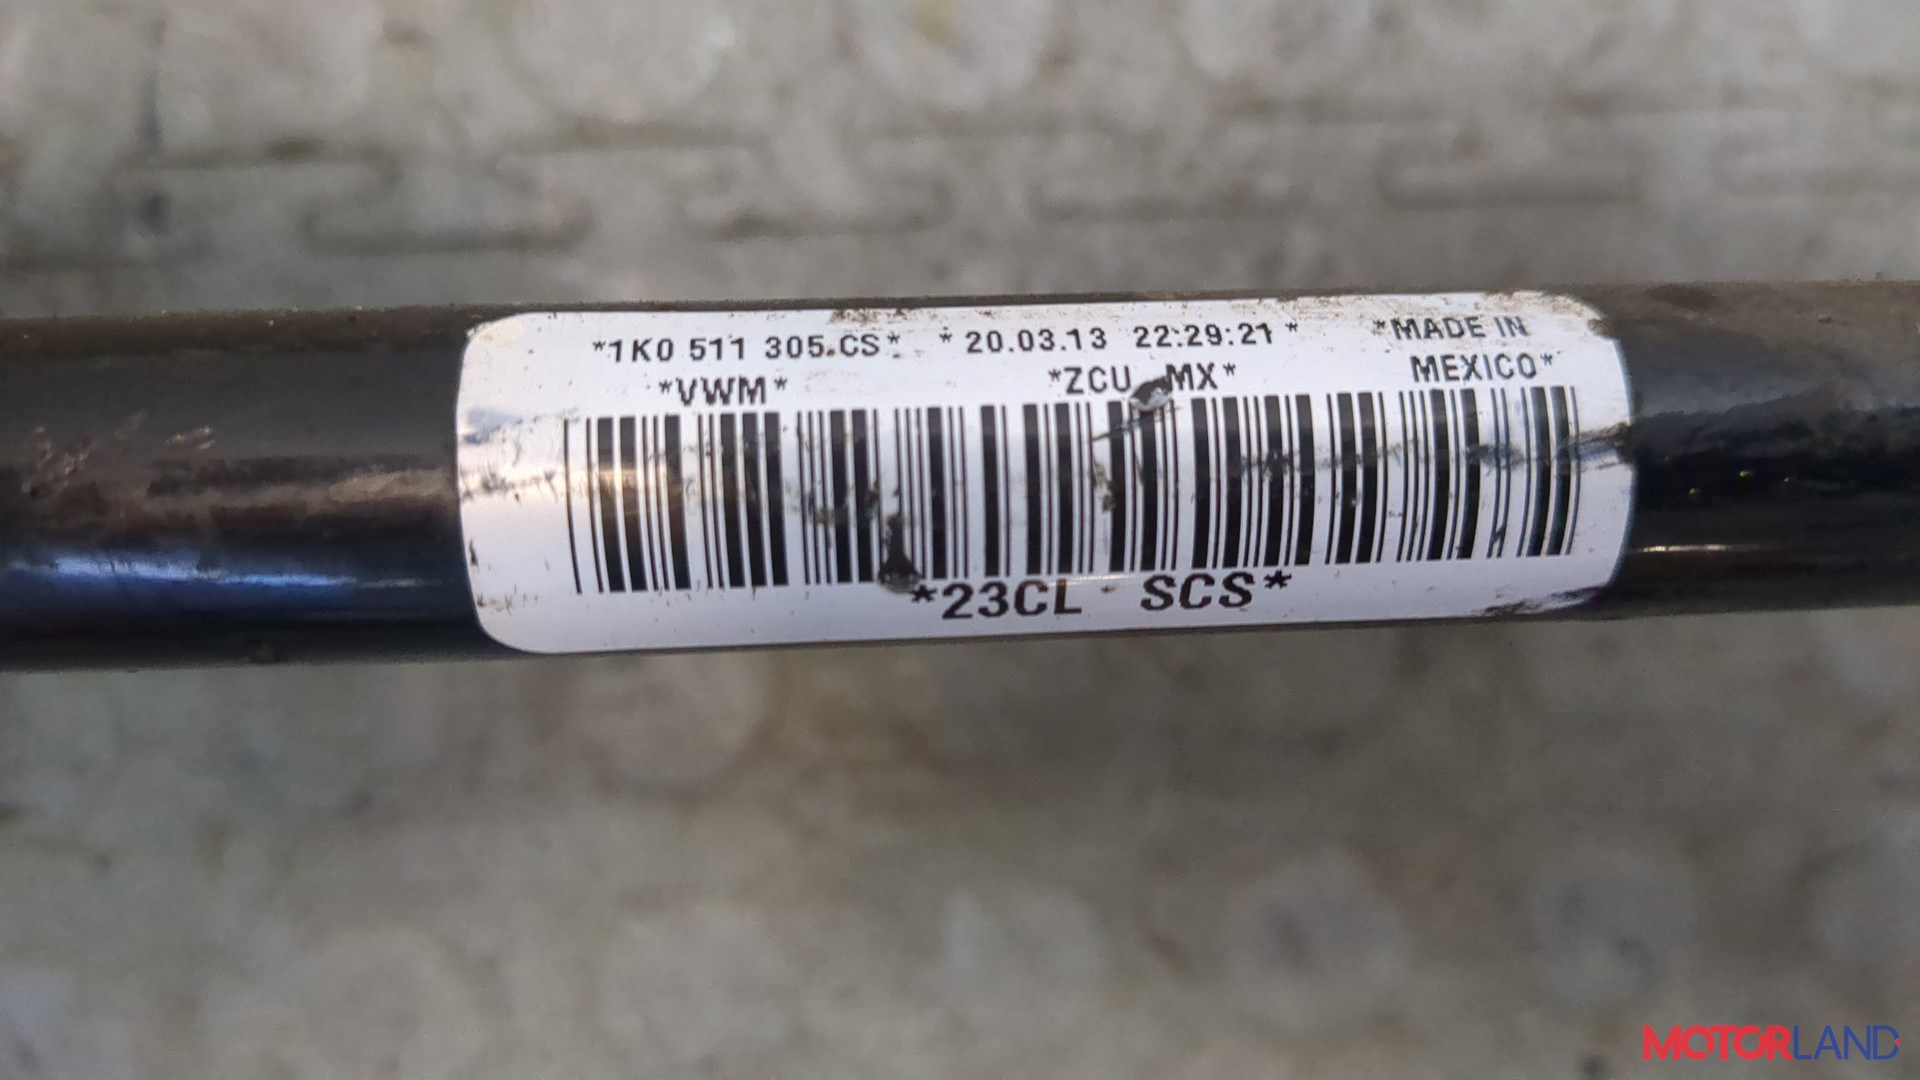 *1K0 511 305.CS* *20.03.13 22:29:21* *MADE IN
*VWM* *ZCU MX* MEXICO*
*23CL SCS*
MOTORLAND